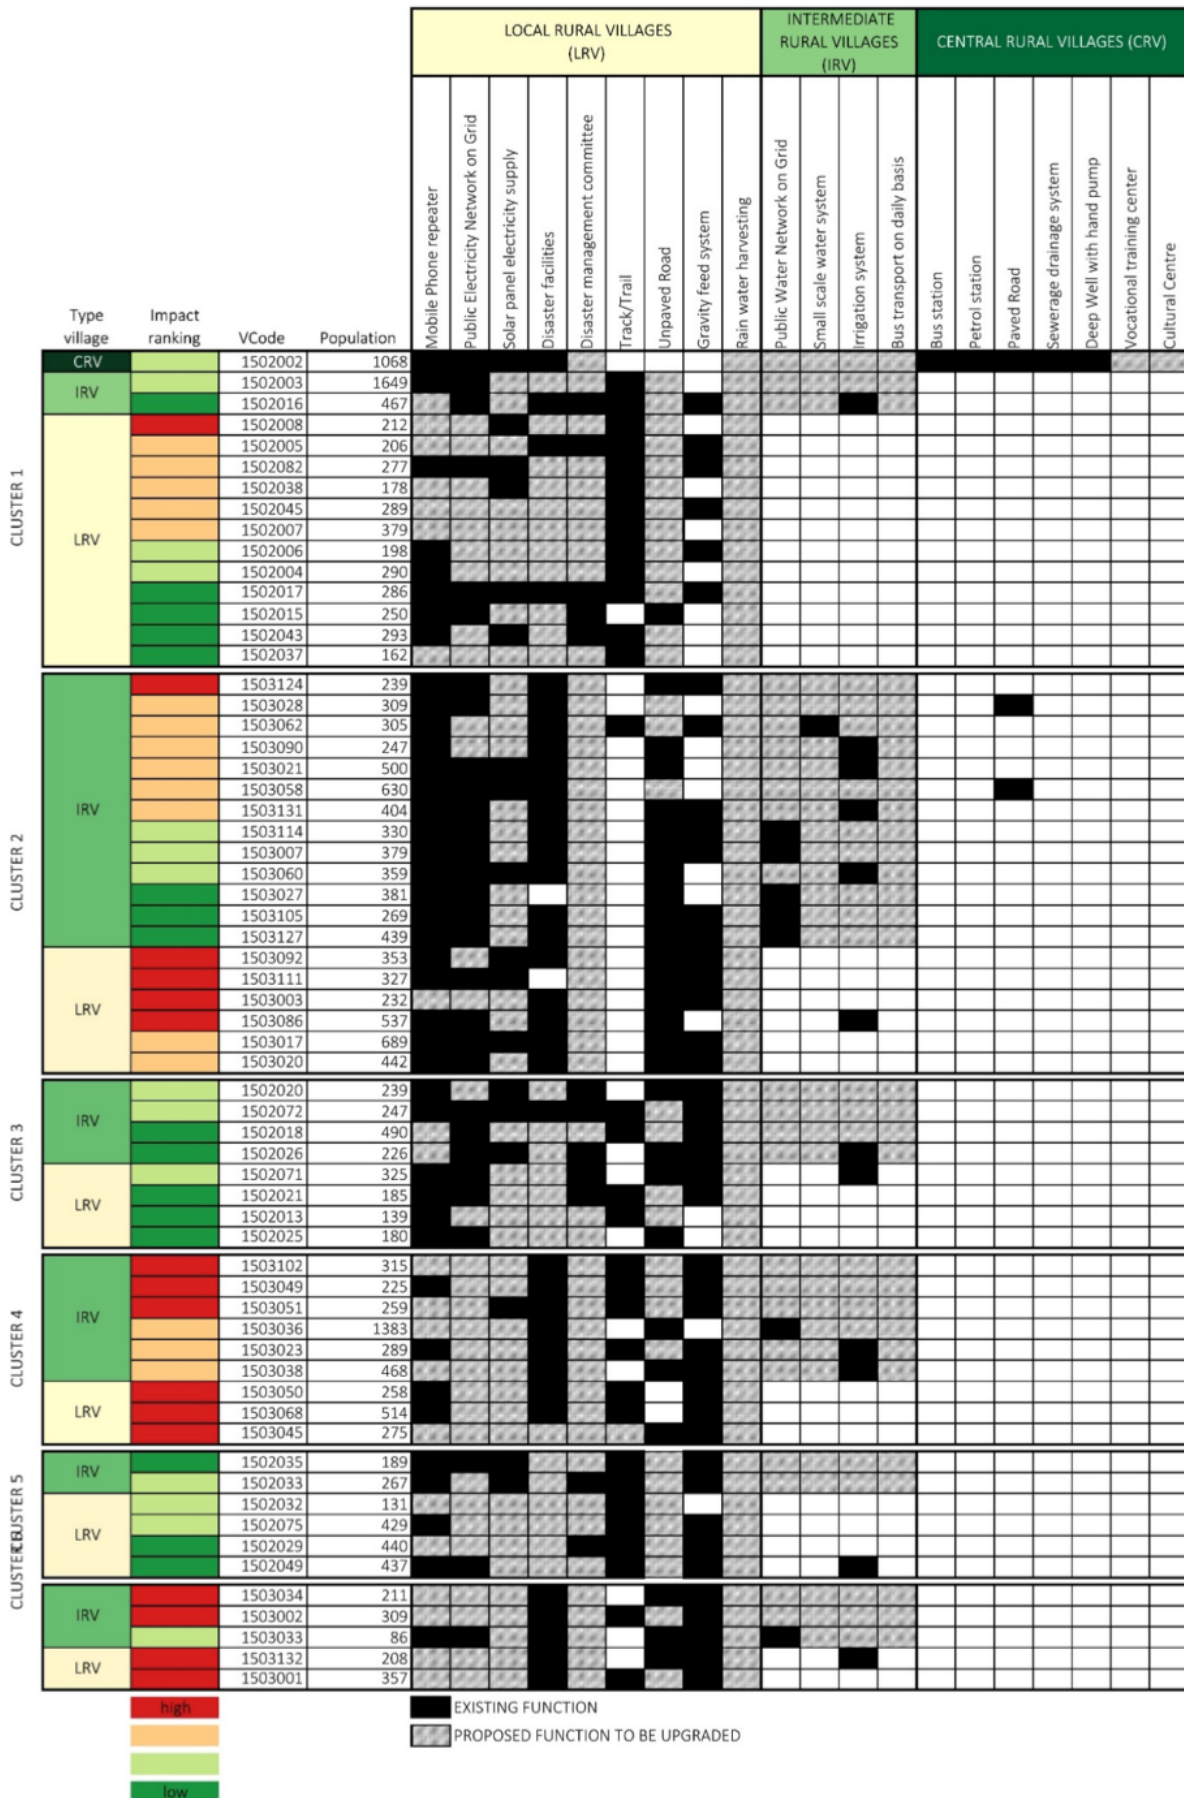 LOCAL RURAL VILLAGES
(LRV)
INTERMEDIATE
RURAL VILLAGES
(IRV)
CENTRAL RURAL VILLAGES (CRV)
Type
village
Impact
ranking
VCode
Population
Mobile Phone repeater
Public Electricity Network on Grid
Solar panel electricity supply
Disaster facilities
Disaster management committee
Track/Trail
Unpaved Road
Gravity feed system
Rain water harvesting
Public Water Network on Grid
Small scale water system
Irrigation system
Bus transport on daily basis
Bus station
Petrol station
Paved Road
Sewerage drainage system
Deep Well with hand pump
Vocational training center
Cultural Centre
CLUSTER 1
CRV
1502002 1068
IRV
1502003 1649
1502016 467
LRV
1502008 212
1502005 206
1502082 277
1502038 178
1502045 289
1502007 379
1502006 198
1502004 290
1502017 286
1502015 250
1502043 293
1502037 162
CLUSTER 2
IRV
1503124 239
1503028 309
1503062 305
1503090 247
1503021 500
1503058 630
1503131 404
1503114 330
1503007 379
1503060 359
1503027 381
1503105 269
1503127 439
LRV
1503092 353
1503111 327
1503003 232
1503086 537
1503017 689
1503020 442
CLUSTER 3
IRV
1502020 239
1502072 247
1502018 490
1502026 226
LRV
1502071 325
1502021 185
1502013 139
1502025 180
CLUSTER 4
IRV
1503102 315
1503049 225
1503051 259
1503036 1383
1503023 289
1503038 468
LRV
1503050 258
1503068 514
1503045 275
CLUSTER 5
IRV
1502035 189
1502033 267
LRV
1502032 131
1502075 429
1502029 440
1502049 437
CLUSTER
IRV
1503034 211
1503002 309
1503033 86
LRV
1503132 208
1503001 357
high
low
EXISTING FUNCTION
PROPOSED FUNCTION TO BE UPGRADED